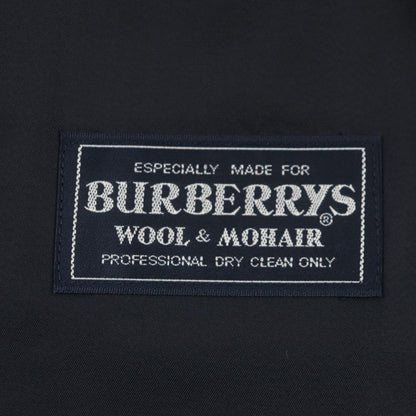 ESPECIALLY MADE FOR
BURBERRYS®
WOOL & MOHAIR
PROFESSIONAL DRY CLEAN ONLY